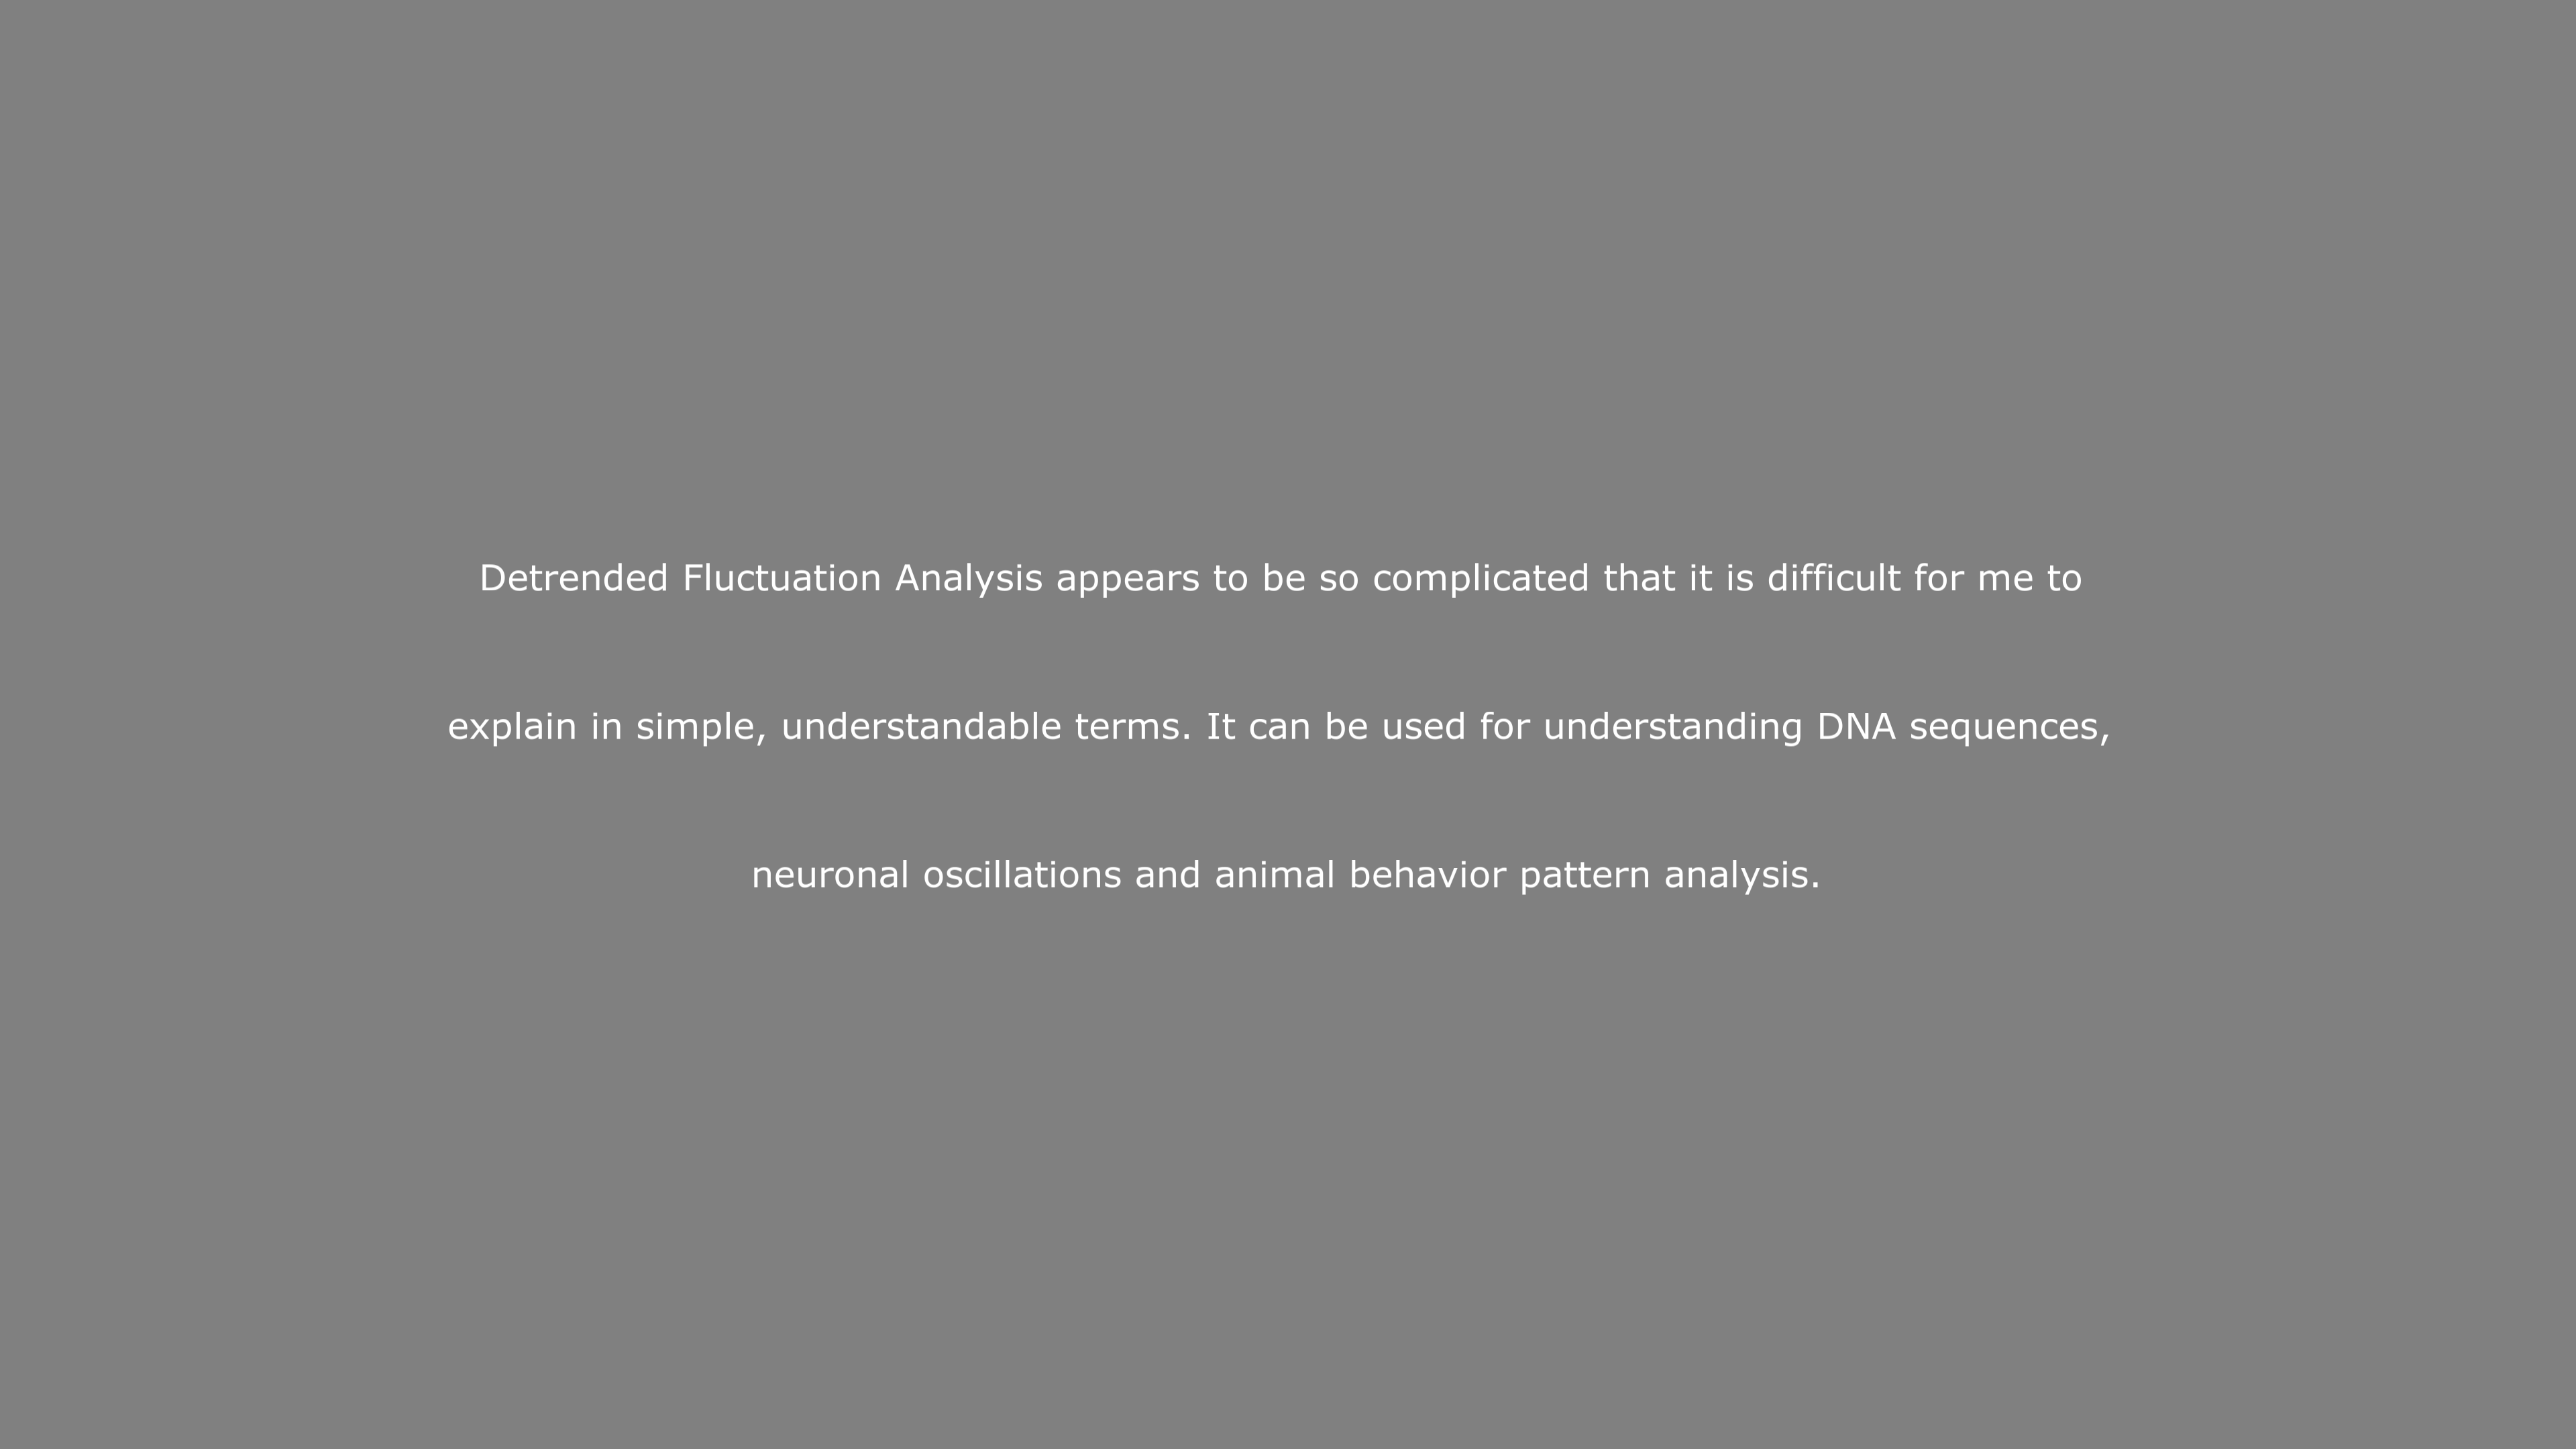 Detrended Fluctuation Analysis appears to be so complicated that it is difficult for me to
explain in simple, understandable terms. It can be used for understanding DNA sequences,
neuronal oscillations and animal behavior pattern analysis.